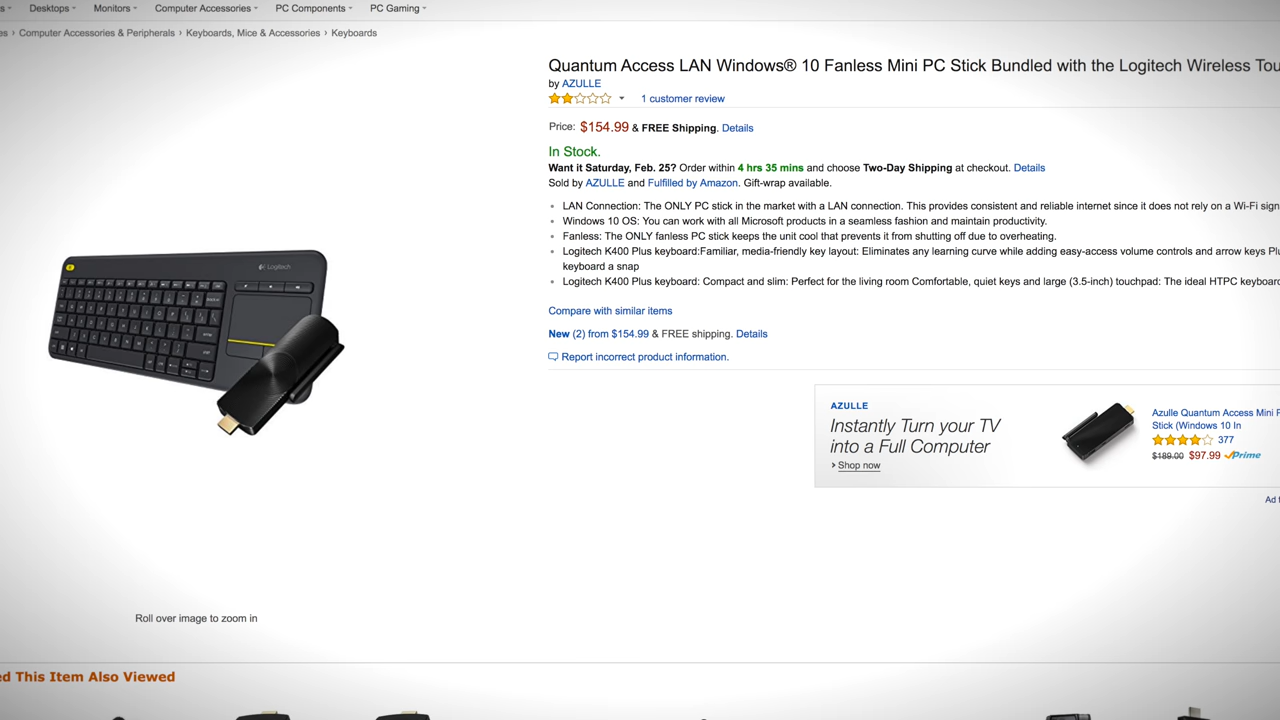 Desktops Monitors Computer Accessories PC Components PC Gaming
› Computer Accessories & Peripherals › Keyboards, Mice & Accessories › Keyboards
Quantum Access LAN Windows® 10 Fanless Mini PC Stick Bundled with the Logitech Wireless Tou
by AZULLE
1 customer review
Price: $154.99 & FREE Shipping. Details
In Stock.
Want it Saturday, Feb. 25? Order within 4 hrs 35 mins and choose Two-Day Shipping at checkout. Details
Sold by AZULLE and Fulfilled by Amazon. Gift-wrap available.
LAN Connection: The ONLY PC stick in the market with a LAN connection. This provides consistent and reliable internet since it does not rely on a Wi-Fi sign
Windows 10 OS: You can work with all Microsoft products in a seamless fashion and maintain productivity.
Fanless: The ONLY fanless PC stick keeps the unit cool that prevents it from shutting off due to overheating.
Logitech K400 Plus keyboard:Familiar, media-friendly key layout: Eliminates any learning curve while adding easy-access volume controls and arrow keys Plu
keyboard a snap
Logitech K400 Plus keyboard: Compact and slim: Perfect for the living room Comfortable, quiet keys and large (3.5-inch) touchpad: The ideal HTPC keyboard
Logitech
Compare with similar items
New (2) from $154.99 & FREE shipping. Details
Report incorrect product information.
AZULLE
Instantly Turn your TV
into a Full Computer
› Shop now
Azulle Quantum Access Mini P
Stick (Windows 10 In
377
$189.00 $97.99 Prime
Ad f
Roll over image to zoom in
ed This Item Also Viewed